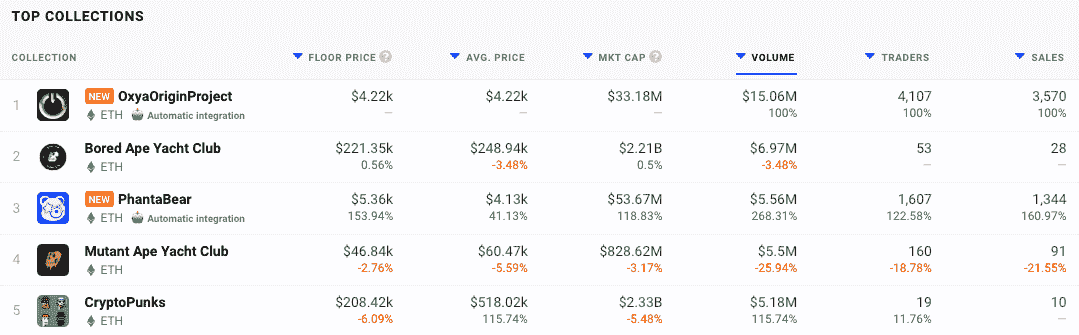 TOP COLLECTIONS
COLLECTION FLOOR PRICE ? AVG. PRICE MKT CAP ? VOLUME TRADERS SALES
1 NEW OxyaOriginProject $4.22k $4.22k $33.18M $15.06M 4,107 3,570
ETH Automatic integration — — — 100% 100% 100%
2 Bored Ape Yacht Club $221.35k $248.94k $2.21B $6.97M 53 28
ETH 0.56% -3.48% 0.5% -3.48% — —
3 NEW PhantaBear $5.36k $4.13k $53.67M $5.56M 1,607 1,344
ETH Automatic integration 153.94% 41.13% 118.83% 268.31% 122.58% 160.97%
4 Mutant Ape Yacht Club $46.84k $60.47k $828.62M $5.5M 160 91
ETH -2.76% -5.59% -3.17% -25.94% -18.78% -21.55%
5 CryptoPunks $208.42k $518.02k $2.33B $5.18M 19 10
ETH -6.09% 115.74% -5.48% 115.74% 11.76% —